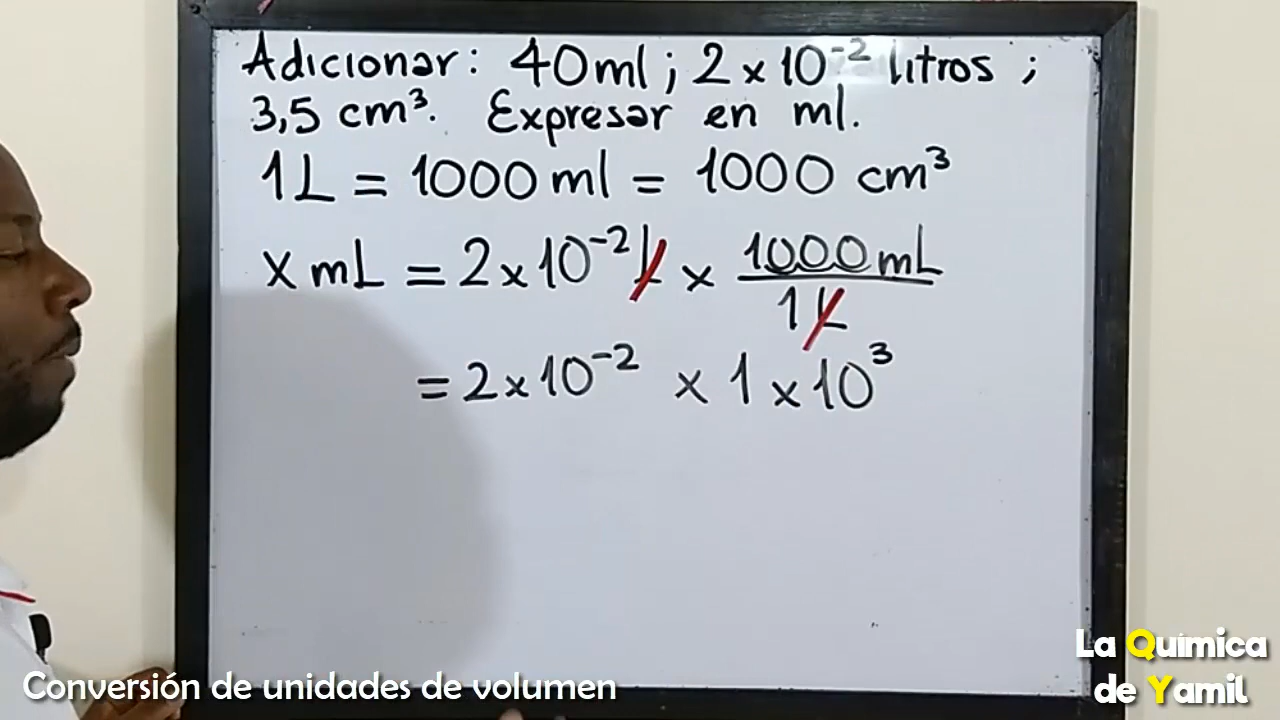 Adicionar: 40ml; 2 x 10⁻² litros;
3,5 cm³. Expresar en ml.
1L = 1000 ml = 1000 cm³
x mL = 2 x 10⁻² L x 1000 mL / 1 L
= 2 x 10⁻² x 1 x 10³
La Química
de Yamil
Conversión de unidades de volumen